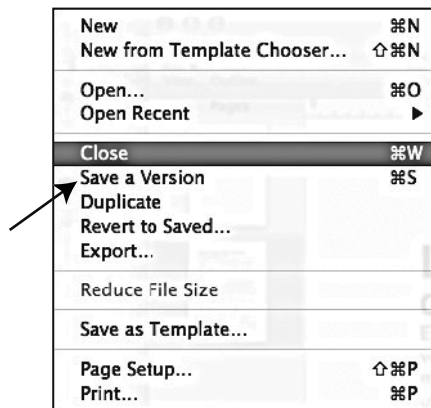 New ⌘N
New from Template Chooser... ⇧⌘N
Open... ⌘O
Open Recent ▶
Close ⌘W
Save a Version ⌘S
Duplicate
Revert to Saved...
Export...
Reduce File Size
Save as Template...
Page Setup... ⇧⌘P
Print... ⌘P